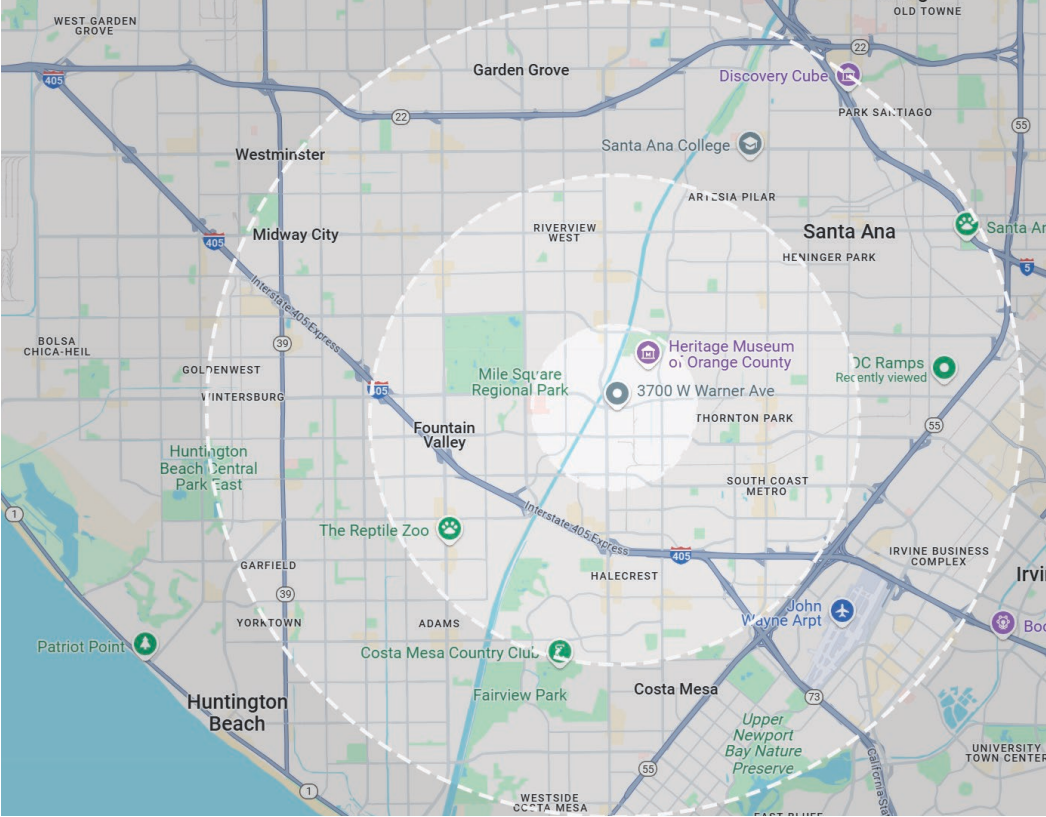 WEST GARDEN
GROVE
OLD TOWNE
22
405
Garden Grove
Discovery Cube
22
PARK SANTIAGO
55
Santa Ana College
Westminster
ARTESIA PILAR
405
Midway City
RIVERVIEW
WEST
Santa Ana
Santa An
HENINGER PARK
5
Interstate 405 Express
BOLSA
CHICA-HEIL
39
GOLDENWEST
405
WINTERSBURG
Mile Square
Regional Park
Heritage Museum
of Orange County
3700 W Warner Ave
OC Ramps
Recently viewed
THORNTON PARK
55
Fountain
Valley
Huntington
Beach Central
Park East
SOUTH COAST
METRO
1
The Reptile Zoo
Interstate 405 Express
405
IRVINE BUSINESS
COMPLEX
GARFIELD
HALECREST
Irvi
39
John
Wayne Arpt
YORKTOWN
ADAMS
Boo
Patriot Point
Costa Mesa Country Club
Huntington
Beach
Fairview Park
Costa Mesa
73
Upper
Newport
Bay Nature
Preserve
UNIVERSITY
TOWN CENTER
55
California Sta
1
WESTSIDE
COSTA MESA
EAST BLUFF